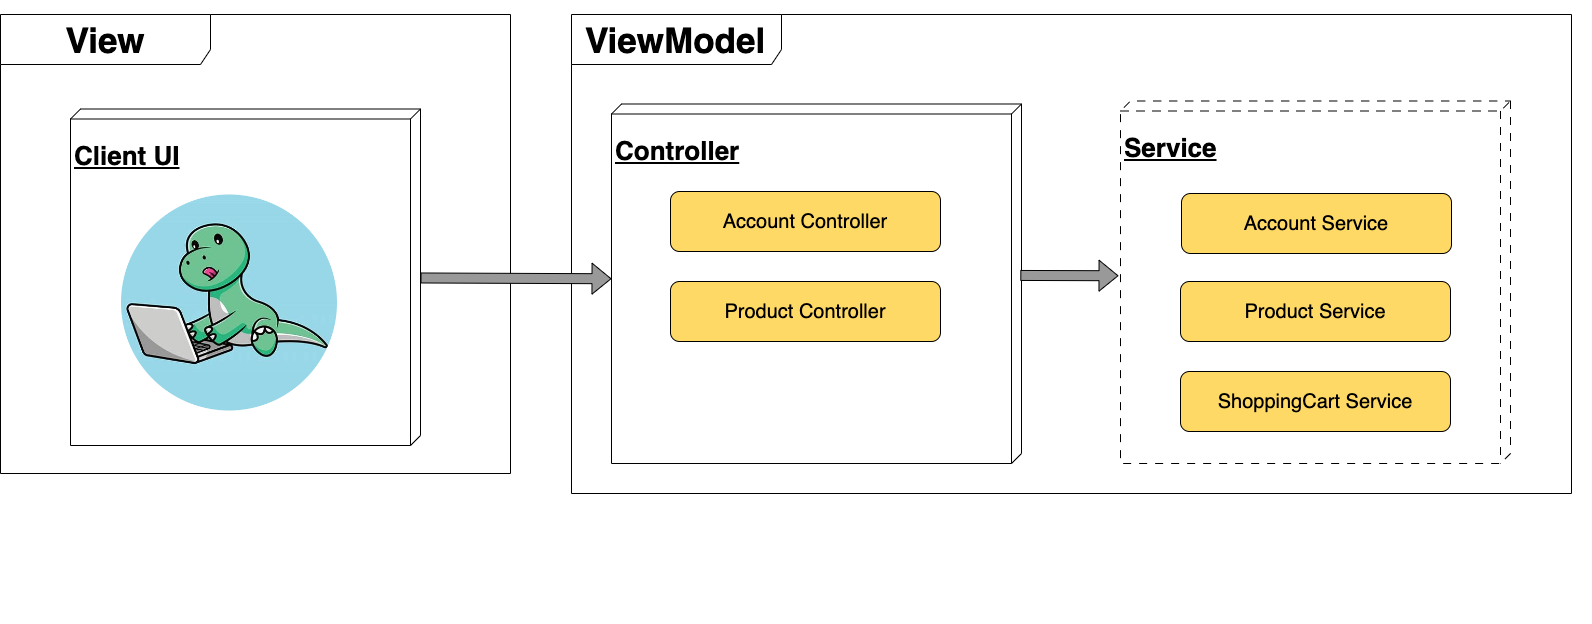 View
ViewModel
Client UI
Controller
Service
Account Controller
Product Controller
Account Service
Product Service
ShoppingCart Service